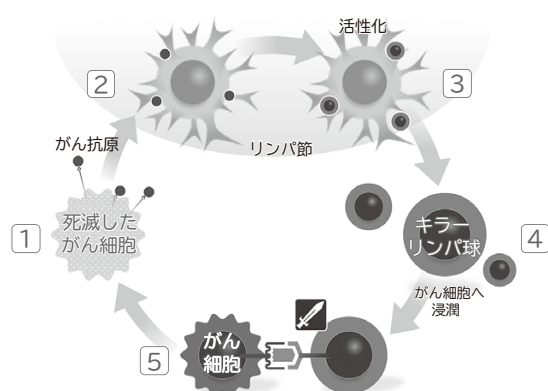 活性化
2
3
リンパ節
がん抗原
1
死滅した
がん細胞
キラー
リンパ球
4
がん細胞へ
浸潤
がん
細胞
5